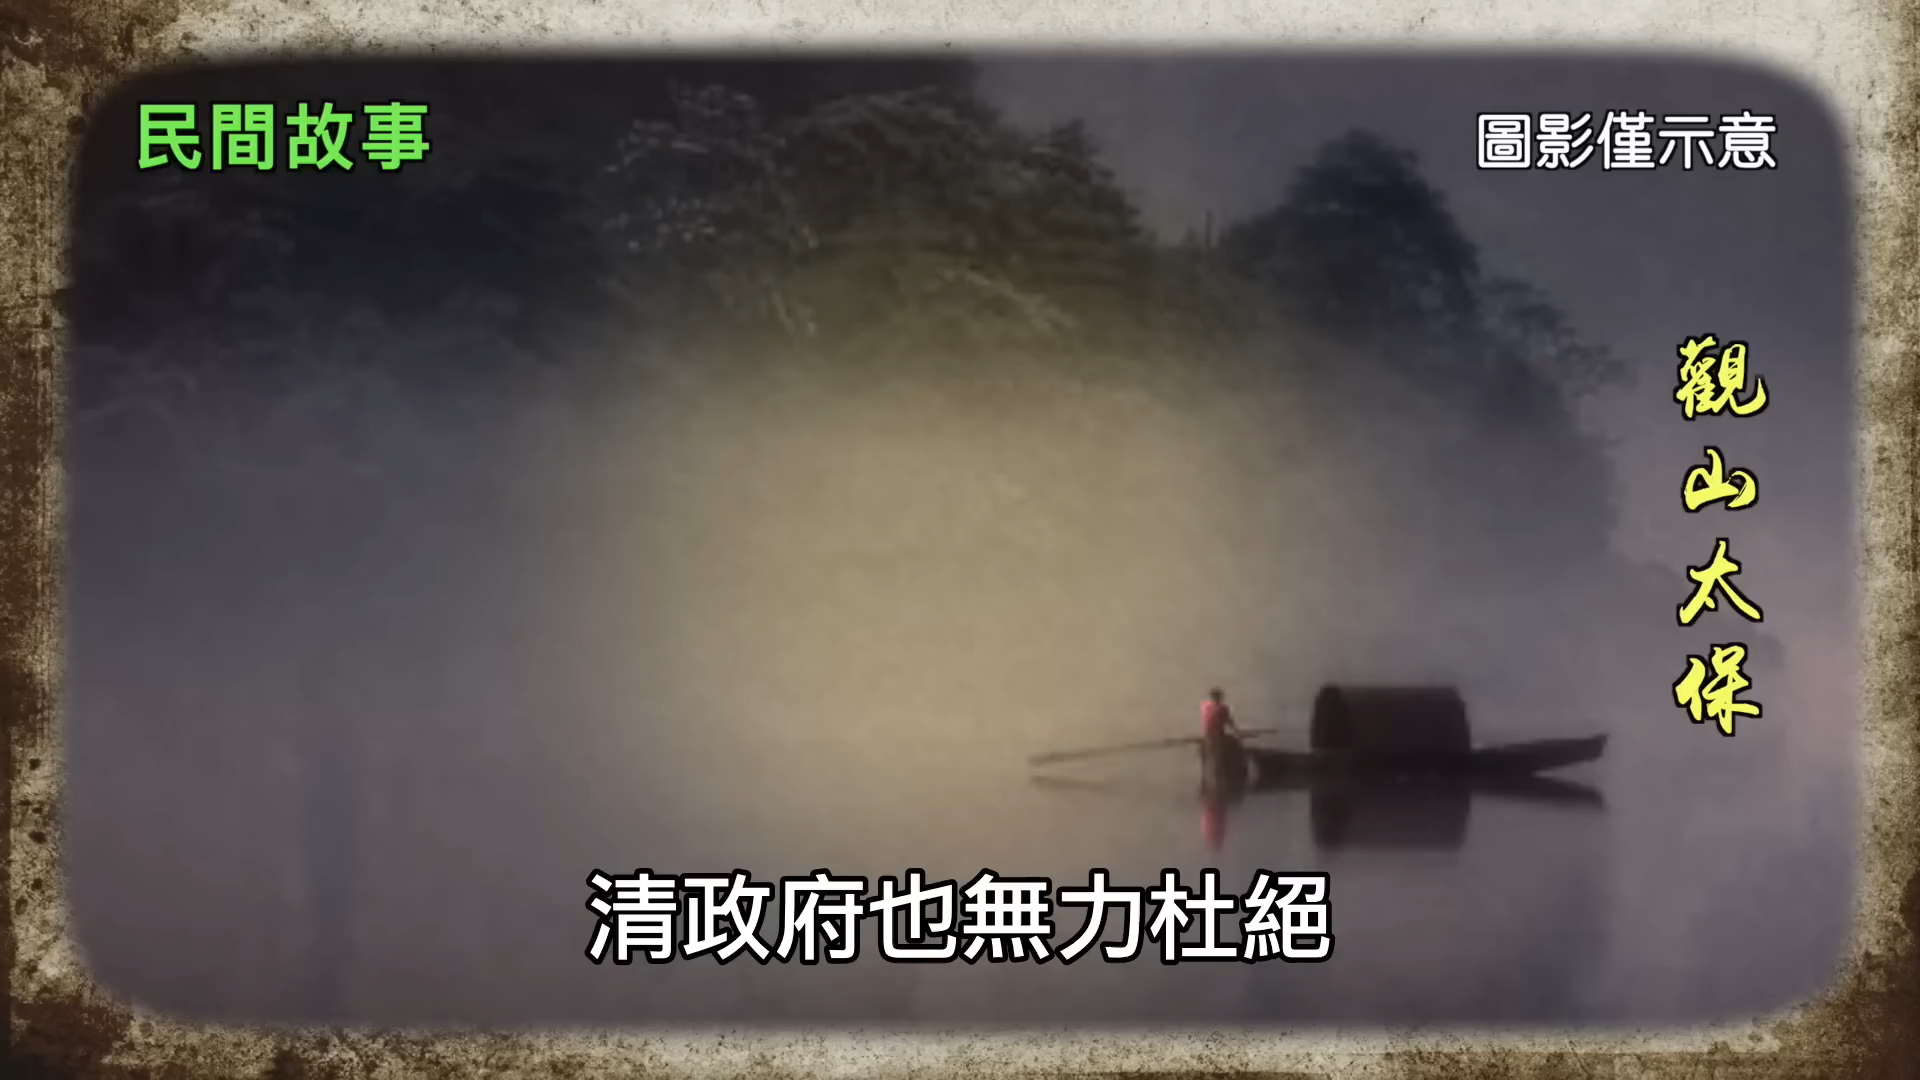 民間故事
圖影僅示意
觀山太保
清政府也無力杜絕